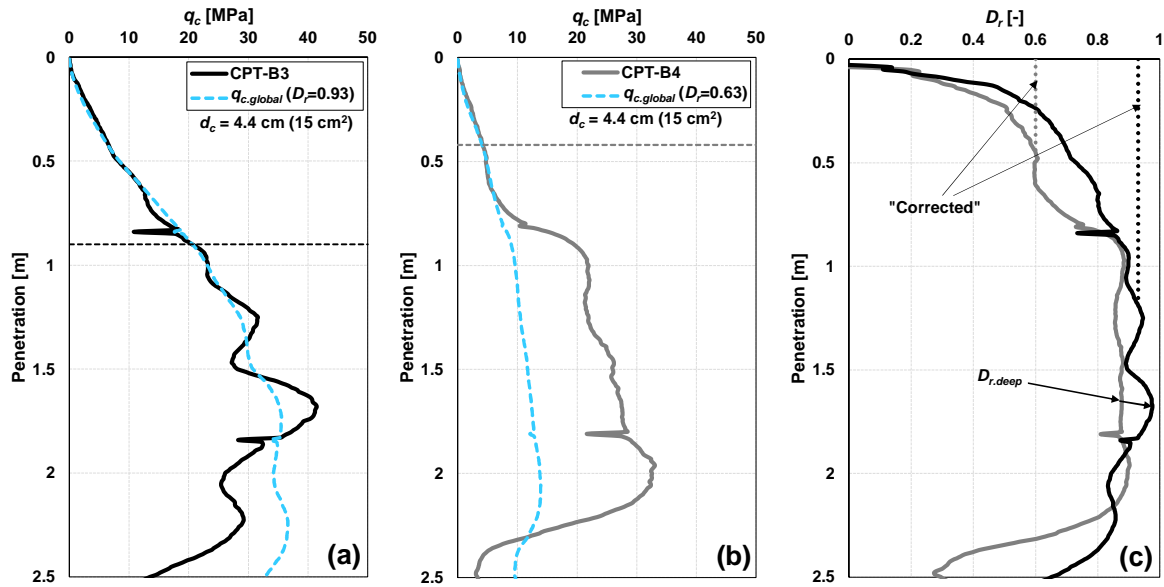 q_c [MPa]
0 10 20 30 40 50
0
0.5
1
1.5
2
2.5
Penetration [m]
CPT-B3
q_c.global (D_r=0.93)
d_c = 4.4 cm (15 cm²)
(a)
q_c [MPa]
0 10 20 30 40 50
0
0.5
1
1.5
2
2.5
Penetration [m]
CPT-B4
q_c.global (D_r=0.63)
d_c = 4.4 cm (15 cm²)
(b)
D_r [-]
0 0.2 0.4 0.6 0.8 1
0
0.5
1
1.5
2
2.5
Penetration [m]
"Corrected"
D_r.deep
(c)